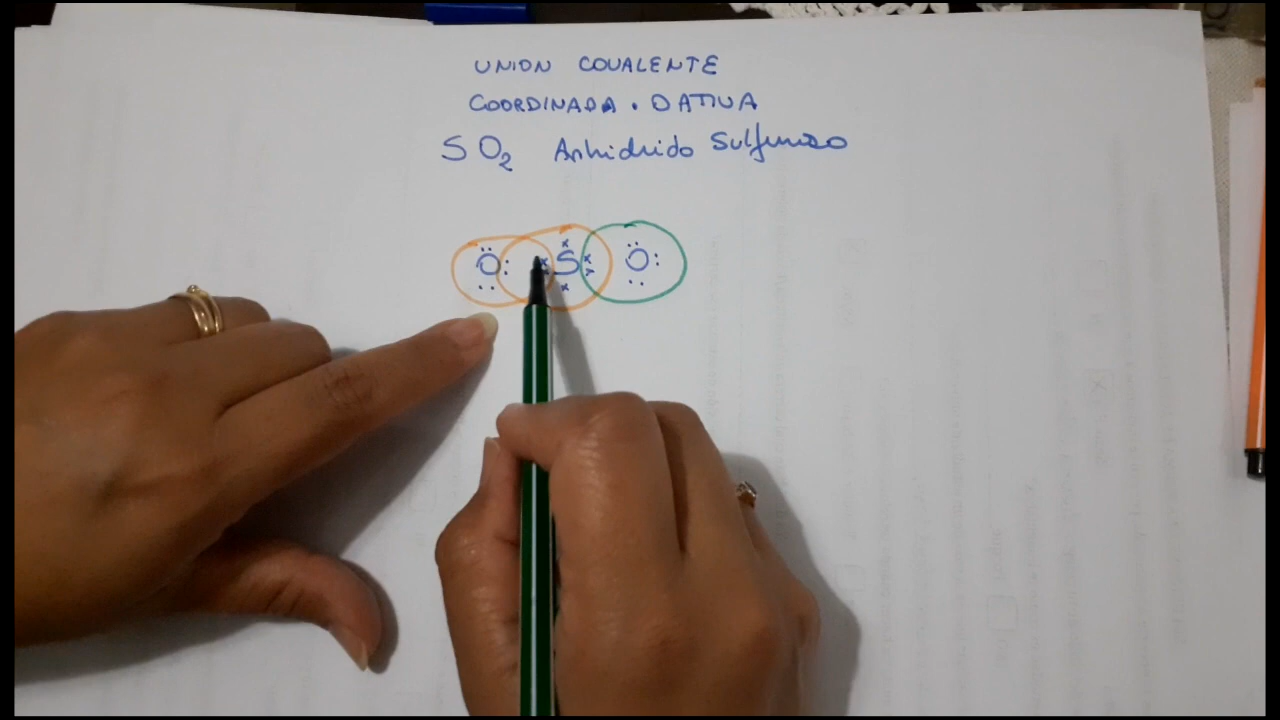 UNION COVALENTE
COORDINADA . DATIVA
SO₂ Anhidrido Sulfuroso
O S O